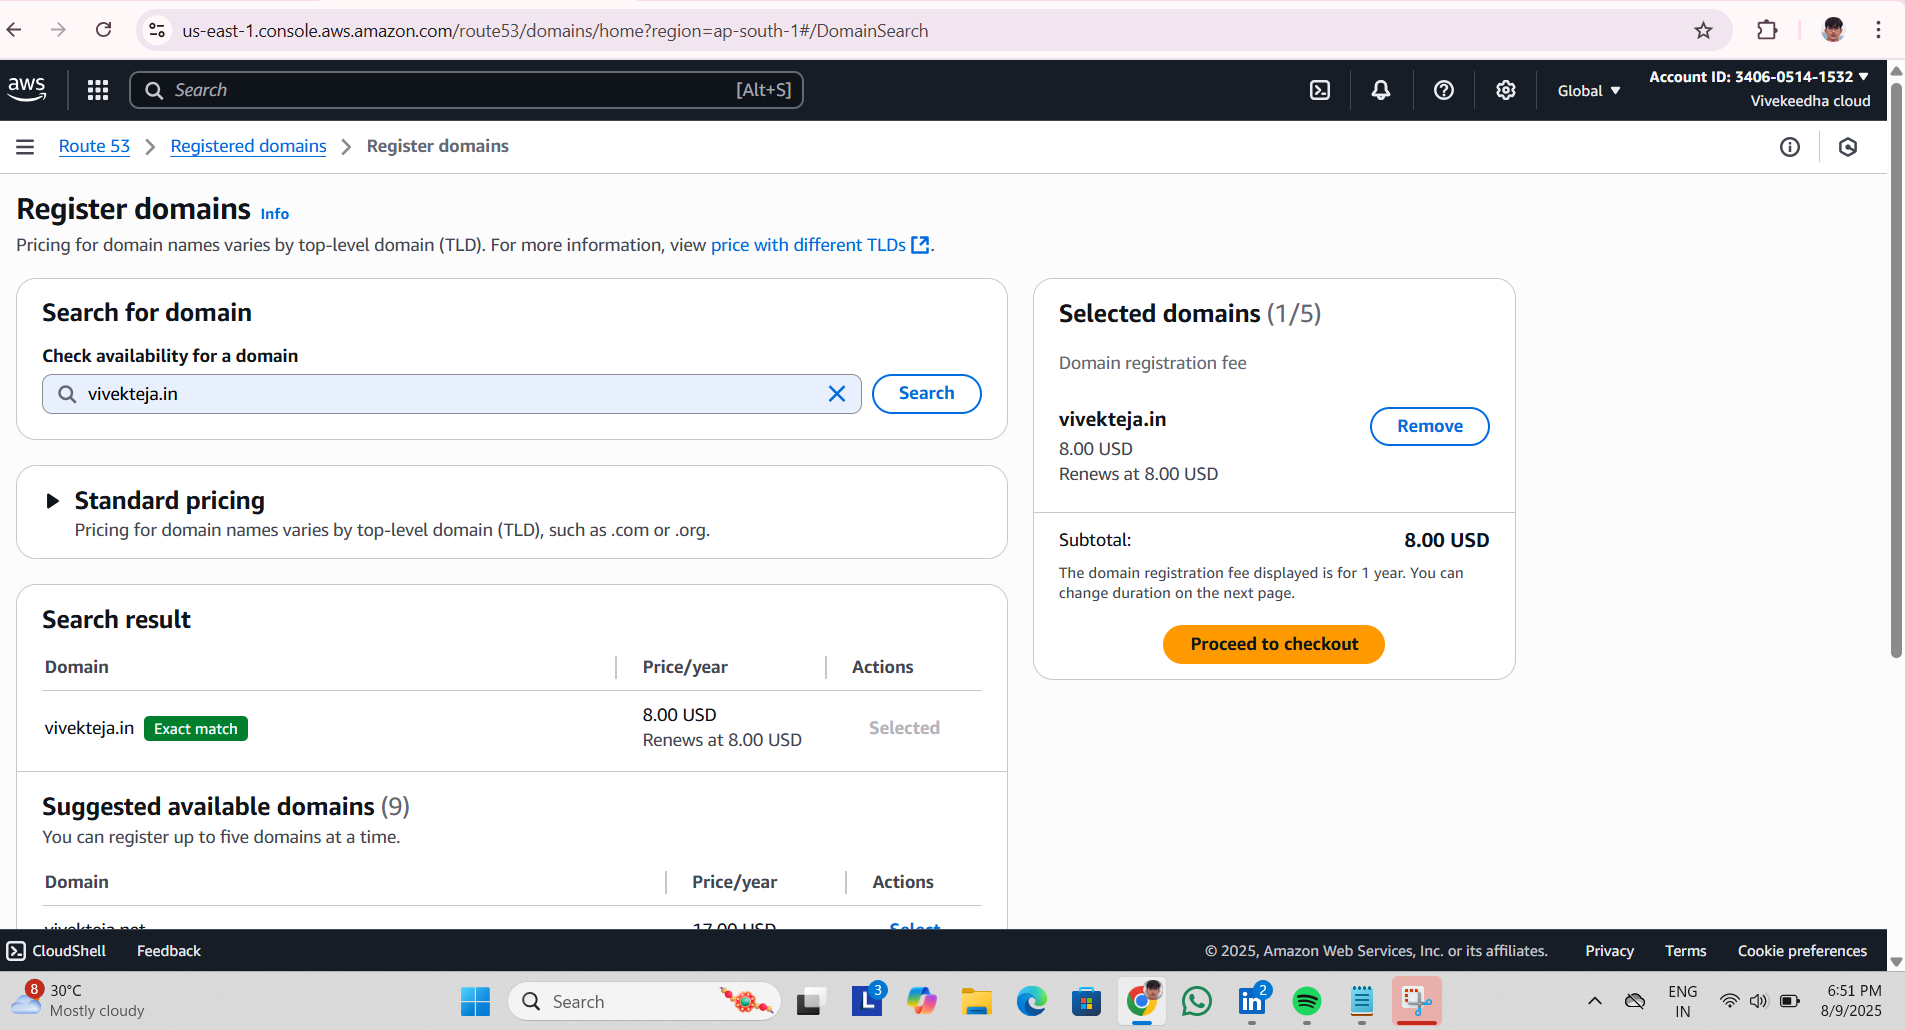 us-east-1.console.aws.amazon.com/route53/domains/home?region=ap-south-1#/DomainSearch
aws
Search
[Alt+S]
Global
Account ID: 3406-0514-1532
Vivekeedha cloud
Route 53
Registered domains
Register domains
Register domains
Info
Pricing for domain names varies by top-level domain (TLD). For more information, view price with different TLDs.
Search for domain
Check availability for a domain
vivekteja.in
Search
Standard pricing
Pricing for domain names varies by top-level domain (TLD), such as .com or .org.
Search result
Domain
Price/year
Actions
vivekteja.in
Exact match
8.00 USD
Renews at 8.00 USD
Selected
Suggested available domains (9)
You can register up to five domains at a time.
Domain
Price/year
Actions
vivekteja.net
17.00 USD
Select
Selected domains (1/5)
Domain registration fee
vivekteja.in
8.00 USD
Renews at 8.00 USD
Remove
Subtotal:
8.00 USD
The domain registration fee displayed is for 1 year. You can
change duration on the next page.
Proceed to checkout
CloudShell
Feedback
© 2025, Amazon Web Services, Inc. or its affiliates.
Privacy
Terms
Cookie preferences
8
30°C
Mostly cloudy
Search
L
3
in
2
ENG
IN
6:51 PM
8/9/2025